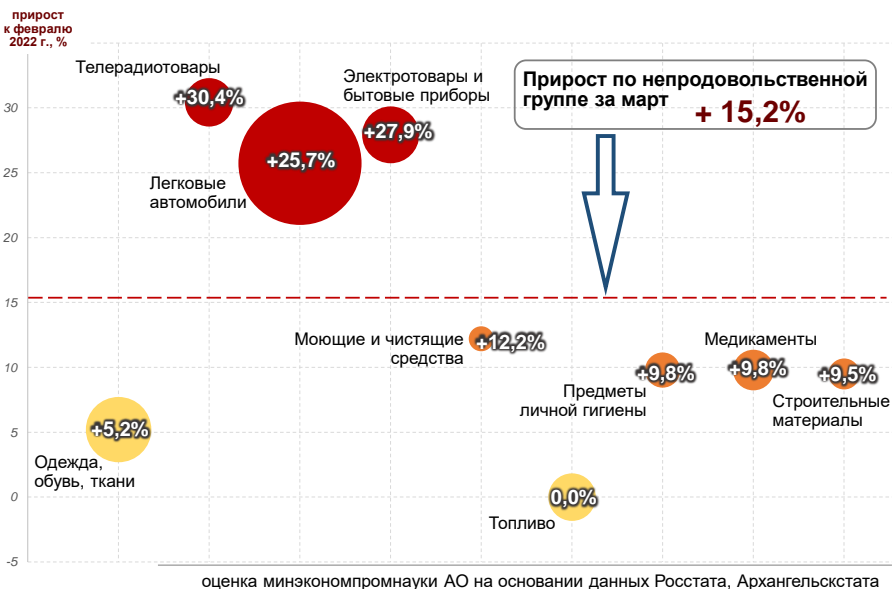 прирост
к февралю
2022 г., %
Телерадиотовары
+30,4%
Электротовары и
бытовые приборы
+27,9%
Прирост по непродовольственной
группе за март
+ 15,2%
+25,7%
Легковые
автомобили
30
25
20
15
10
5
0
-5
Моющие и чистящие
средства
+12,2%
Предметы
личной гигиены
+9,8%
Медикаменты
+9,8%
+9,5%
Строительные
материалы
+5,2%
Одежда,
обувь, ткани
0,0%
Топливо
оценка минэкономпромнауки АО на основании данных Росстата, Архангельскстата